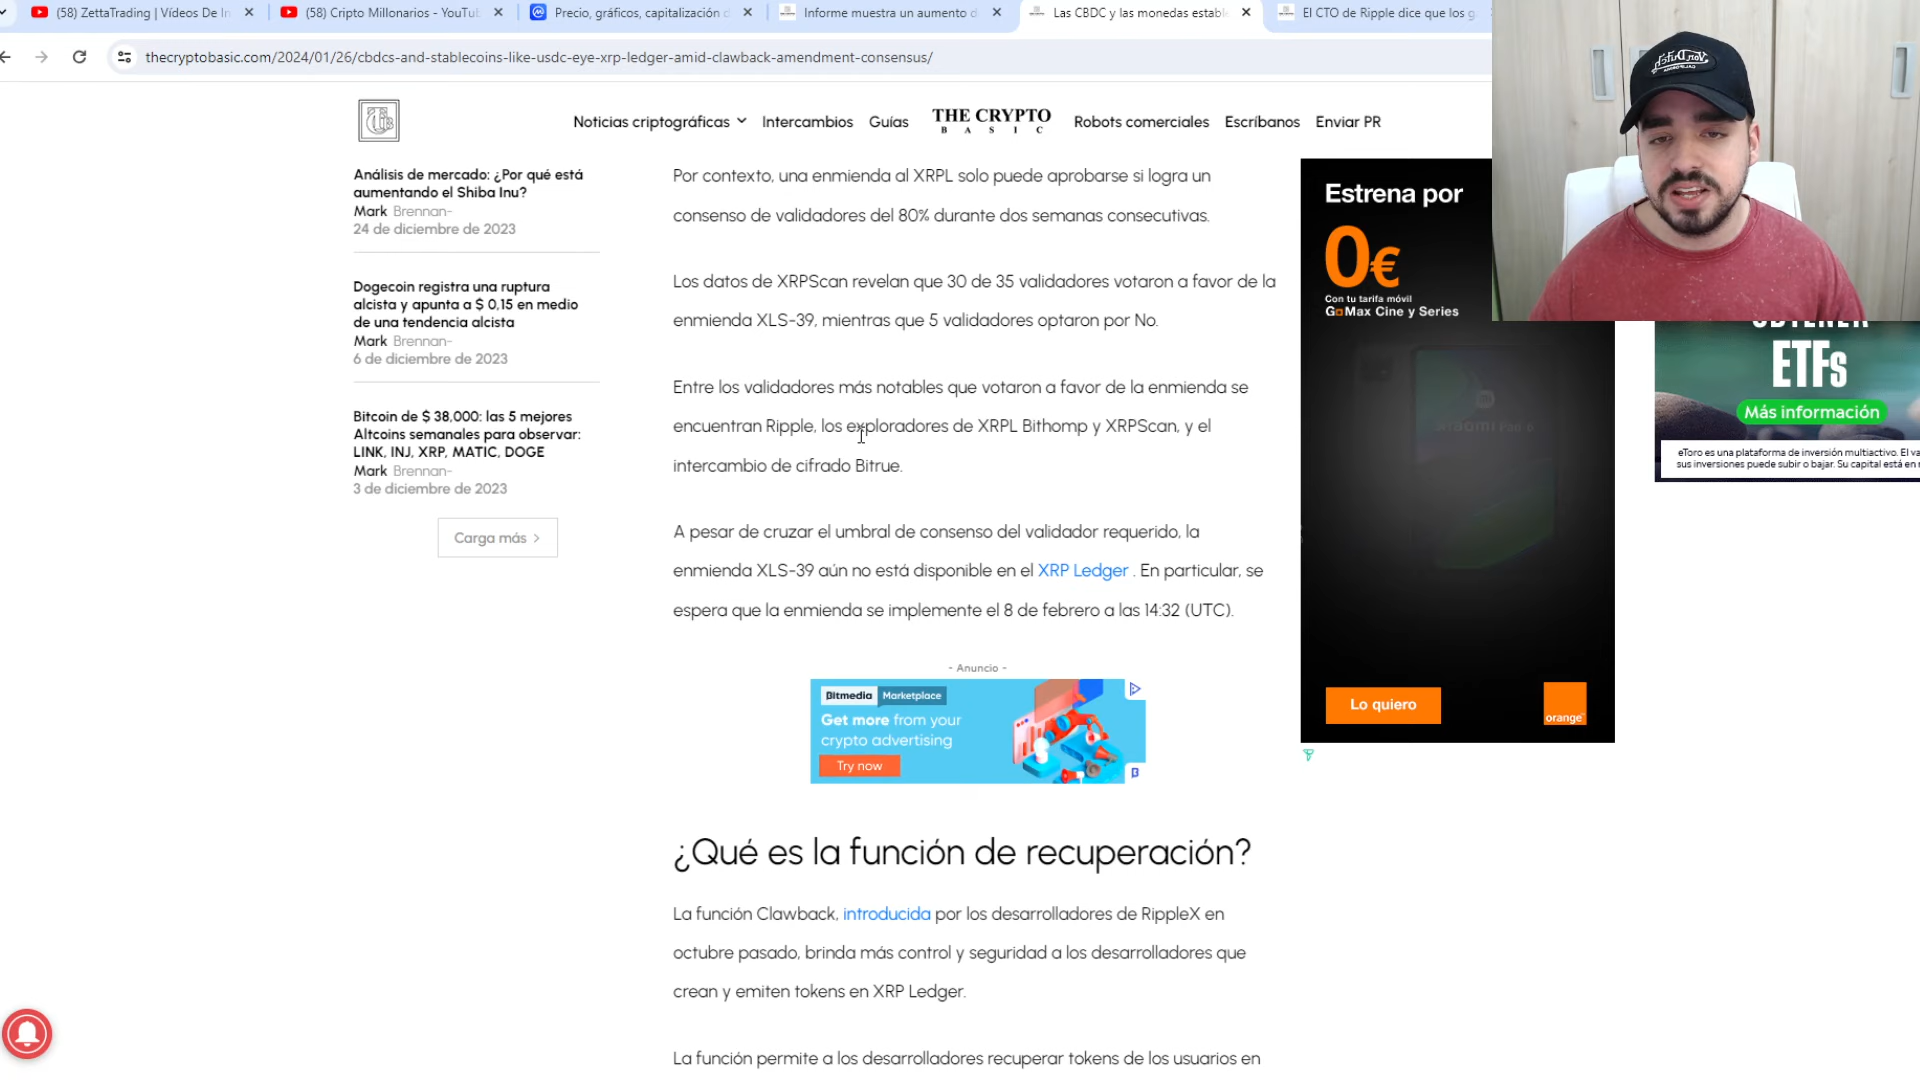 (58) ZettaTrading | Vídeos De In
(58) Cripto Millonarios - YouTub
Precio, gráficos, capitalización d
Informe muestra un aumento d
Las CBDC y las monedas establ
El CTO de Ripple dice que los g
thecryptobasic.com/2024/01/26/cbdcs-and-stablecoins-like-usdc-eye-xrp-ledger-amid-clawback-amendment-consensus/
Noticias criptográficas
Intercambios
Guías
THE CRYPTO
BASIC
Robots comerciales
Escríbanos
Enviar PR
Análisis de mercado: ¿Por qué está
aumentando el Shiba Inu?
Mark Brennan-
24 de diciembre de 2023
Dogecoin registra una ruptura
alcista y apunta a $ 0,15 en medio
de una tendencia alcista
Mark Brennan-
6 de diciembre de 2023
Bitcoin de $ 38,000: las 5 mejores
Altcoins semanales para observar:
LINK, INJ, XRP, MATIC, DOGE
Mark Brennan-
3 de diciembre de 2023
Carga más
Por contexto, una enmienda al XRPL solo puede aprobarse si logra un
consenso de validadores del 80% durante dos semanas consecutivas.
Los datos de XRPScan revelan que 30 de 35 validadores votaron a favor de la
enmienda XLS-39, mientras que 5 validadores optaron por No.
Entre los validadores más notables que votaron a favor de la enmienda se
encuentran Ripple, los exploradores de XRPL Bithomp y XRPScan, y el
intercambio de cifrado Bitrue.
A pesar de cruzar el umbral de consenso del validador requerido, la
enmienda XLS-39 aún no está disponible en el XRP Ledger . En particular, se
espera que la enmienda se implemente el 8 de febrero a las 14:32 (UTC).
- Anuncio -
Bitmedia Marketplace
Get more from your
crypto advertising
Try now
¿Qué es la función de recuperación?
La función Clawback, introducida por los desarrolladores de RippleX en
octubre pasado, brinda más control y seguridad a los desarrolladores que
crean y emiten tokens en XRP Ledger.
La función permite a los desarrolladores recuperar tokens de los usuarios en
Estrena por
0€
Con tu tarifa móvil
GoMax Cine y Series
Xiaomi Pad 6
Lo quiero
orange
OBTENER
ETFs
Más información
eToro es una plataforma de inversión multiactivo. El va
sus inversiones puede subir o bajar. Su capital está en